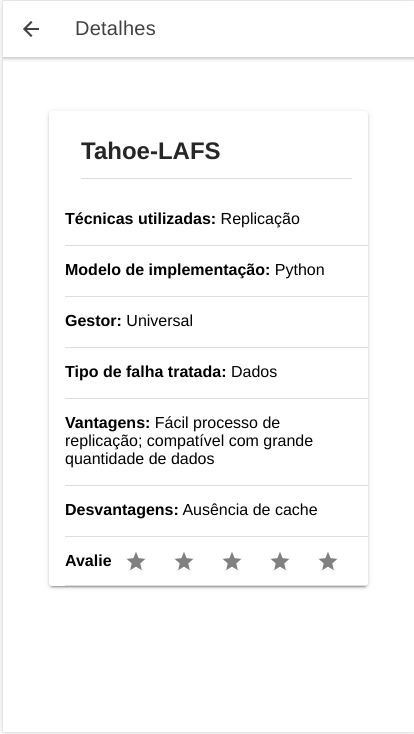 Detalhes
Tahoe-LAFS
Técnicas utilizadas: Replicação
Modelo de implementação: Python
Gestor: Universal
Tipo de falha tratada: Dados
Vantagens: Fácil processo de
replicação; compatível com grande
quantidade de dados
Desvantagens: Ausência de cache
Avalie